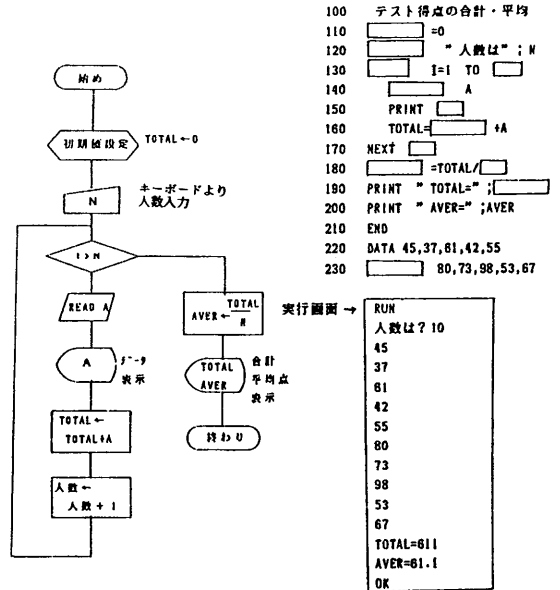 始め
初期値設定
TOTAL←0
N
キーボードより
人数入力
I>N
READ A
A
データ
表示
TOTAL←
TOTAL+A
人数←
人数+1
AVER← TOTAL
N
TOTAL
AVER
合計
平均点
表示
終わり
100 テスト得点の合計・平均
110 =0
120 "人数は";N
130 I=1 TO
140 A
150 PRINT
160 TOTAL= +A
170 NEXT
180 =TOTAL/
190 PRINT "TOTAL=";
200 PRINT "AVER=";AVER
210 END
220 DATA 45,37,61,42,55
230 80,73,98,53,67
実行画面 →
RUN
人数は?10
45
37
61
42
55
80
73
98
53
67
TOTAL=611
AVER=61.1
OK